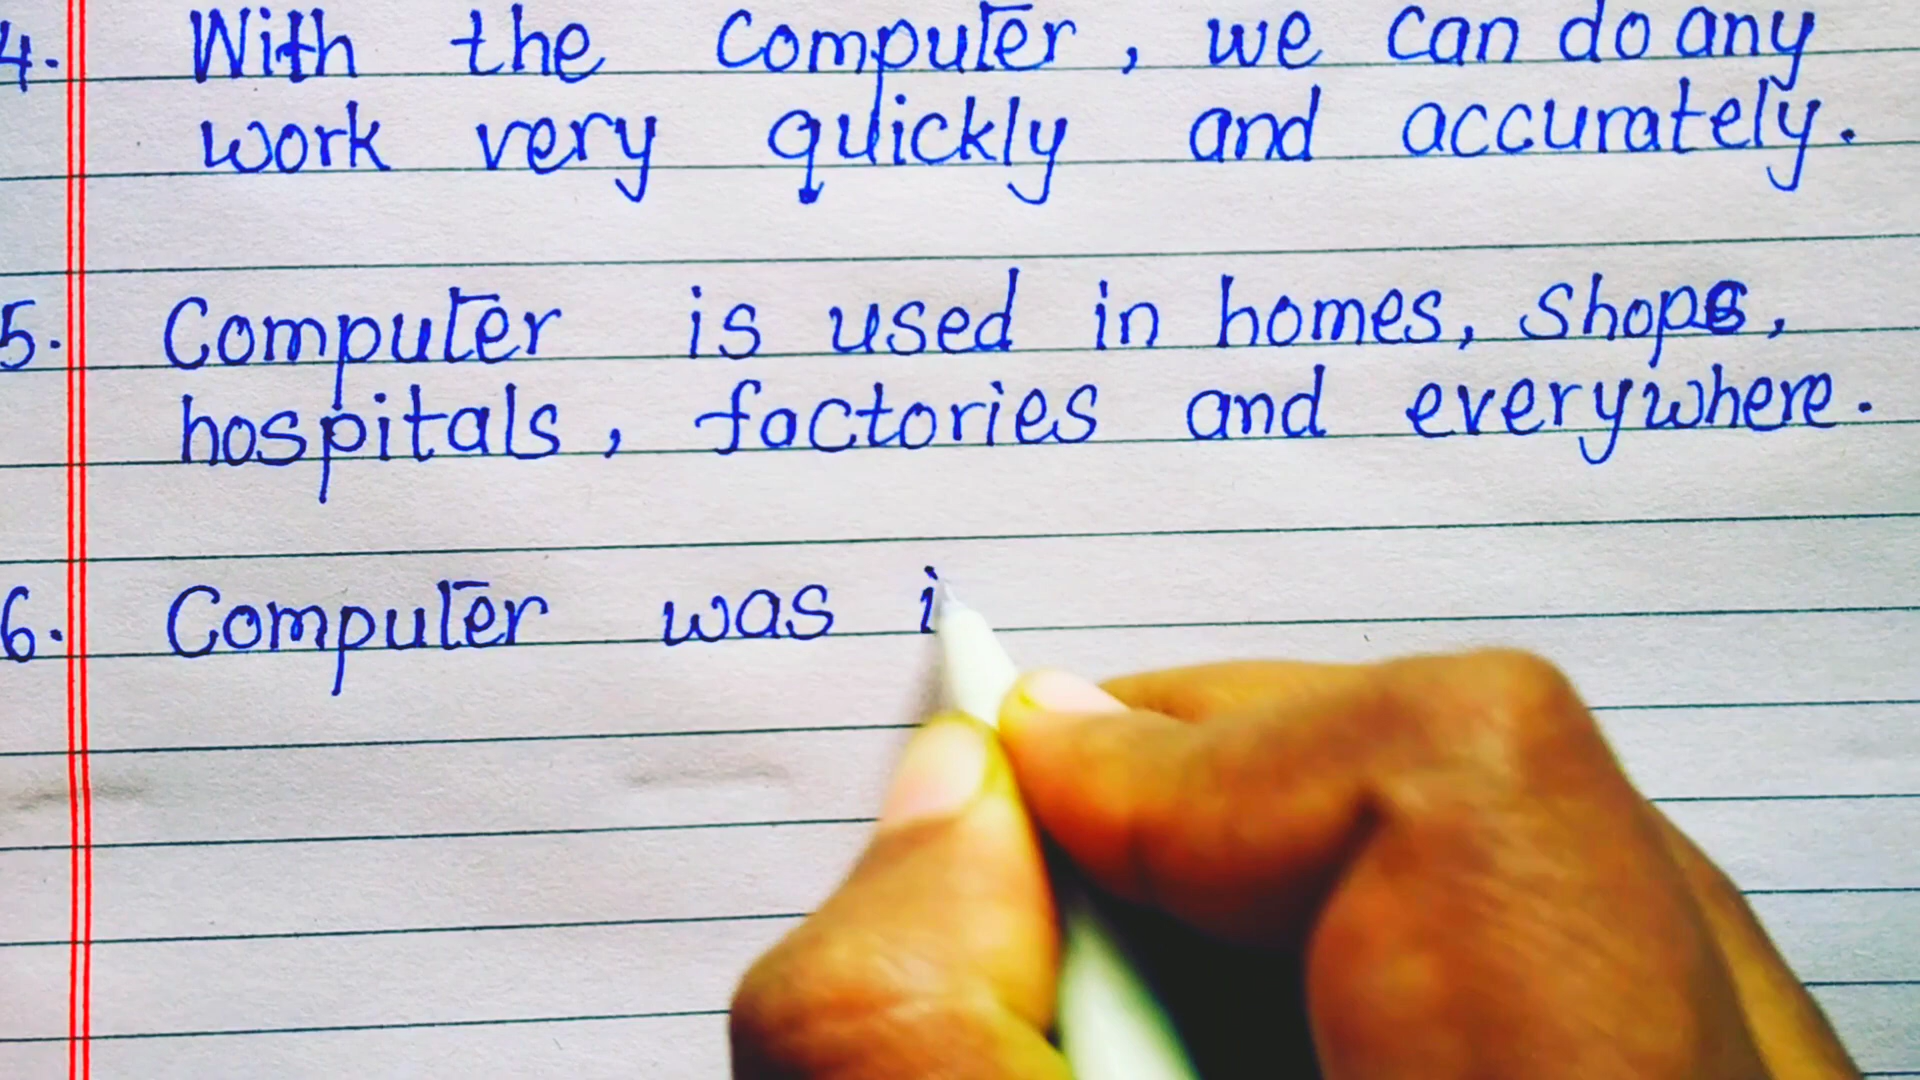 4. With the Computer, we can do any
work very quickly and accurately.
5. Computer is used in homes, shops,
hospitals, factories and everywhere.
6. Computer was i